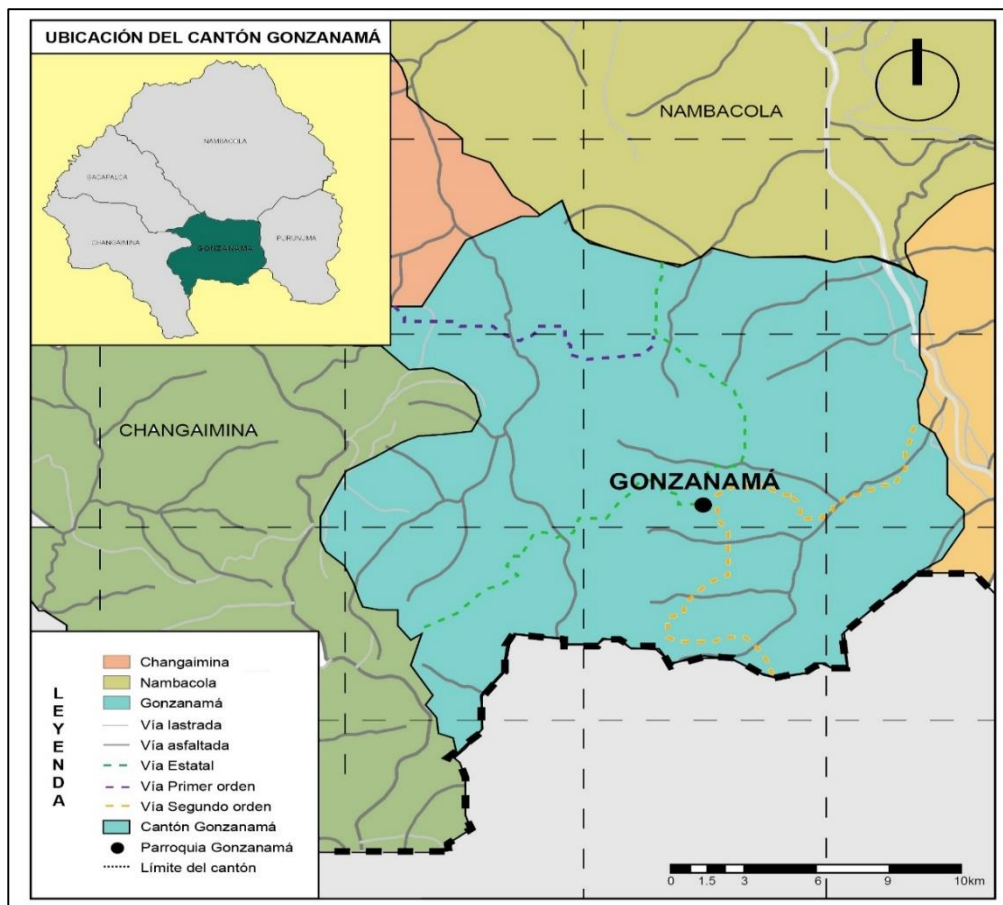 UBICACIÓN DEL CANTÓN GONZANAMÁ
NAMBACOLA
SACAPALCA
CHANGAIMINA
GONZANAMÁ
PURUNUMA
NAMBACOLA
CHANGAIMINA
GONZANAMÁ
LEYENDA
Changaimina
Nambacola
Gonzanamá
Vía lastrada
Vía asfaltada
Vía Estatal
Vía Primer orden
Vía Segundo orden
Cantón Gonzanamá
Parroquia Gonzanamá
Límite del cantón
0 1.5 3 6 9 10km